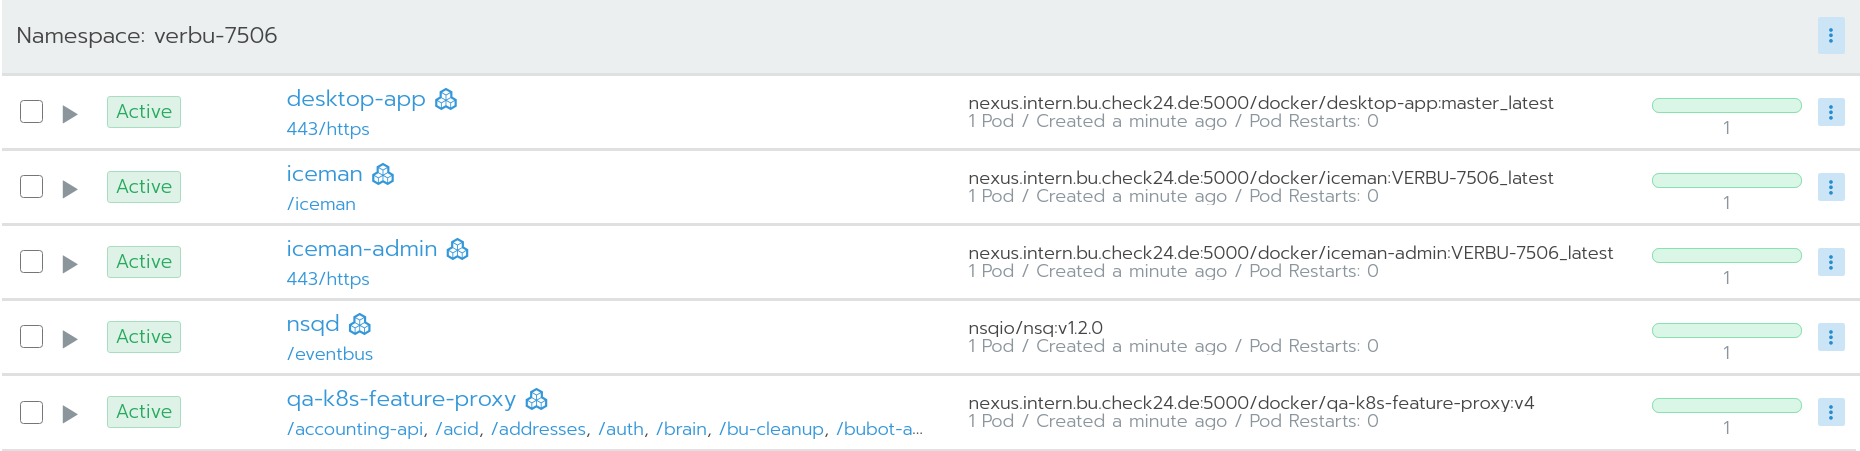 Namespace: verbu-7506
Active
desktop-app
443/https
nexus.intern.bu.check24.de:5000/docker/desktop-app:master_latest
1 Pod / Created a minute ago / Pod Restarts: 0
1
Active
iceman
/iceman
nexus.intern.bu.check24.de:5000/docker/iceman:VERBU-7506_latest
1 Pod / Created a minute ago / Pod Restarts: 0
1
Active
iceman-admin
443/https
nexus.intern.bu.check24.de:5000/docker/iceman-admin:VERBU-7506_latest
1 Pod / Created a minute ago / Pod Restarts: 0
1
Active
nsqd
/eventbus
nsqio/nsq:v1.2.0
1 Pod / Created a minute ago / Pod Restarts: 0
1
Active
qa-k8s-feature-proxy
/accounting-api, /acid, /addresses, /auth, /brain, /bu-cleanup, /bubot-a...
nexus.intern.bu.check24.de:5000/docker/qa-k8s-feature-proxy:v4
1 Pod / Created a minute ago / Pod Restarts: 0
1